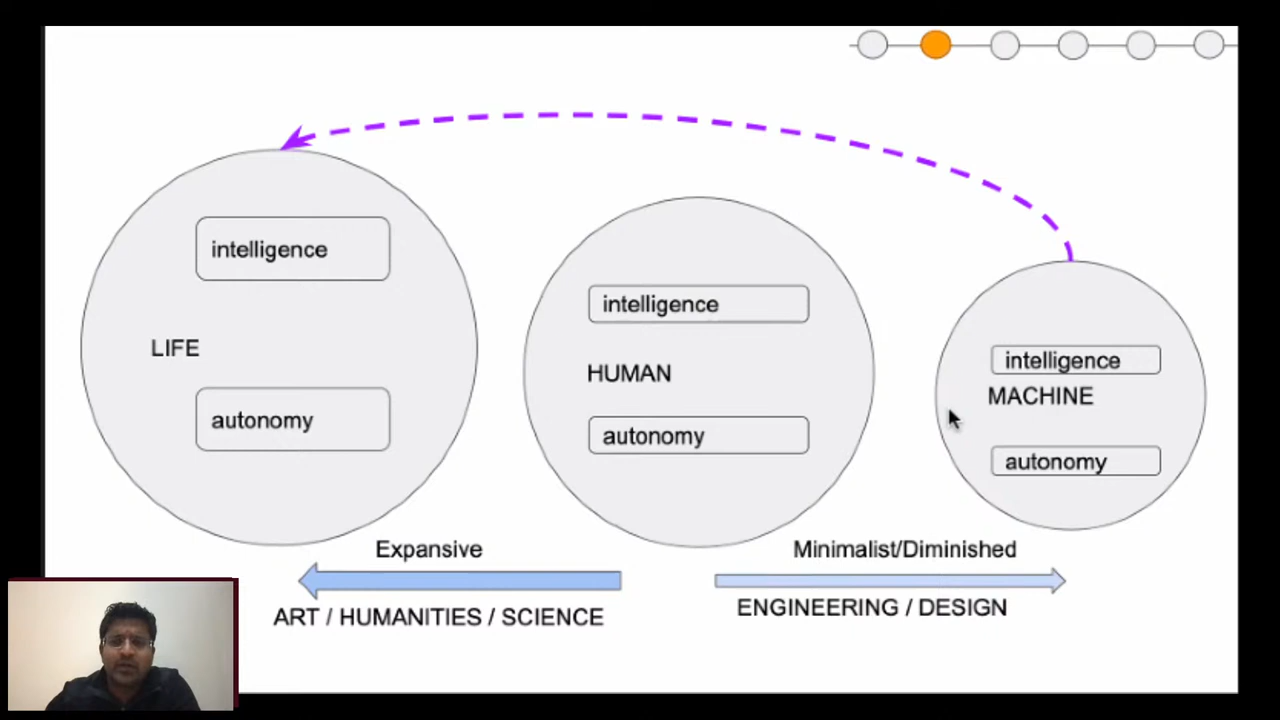 intelligence
LIFE
autonomy
intelligence
HUMAN
autonomy
intelligence
MACHINE
autonomy
Expansive
ART / HUMANITIES / SCIENCE
Minimalist/Diminished
ENGINEERING / DESIGN